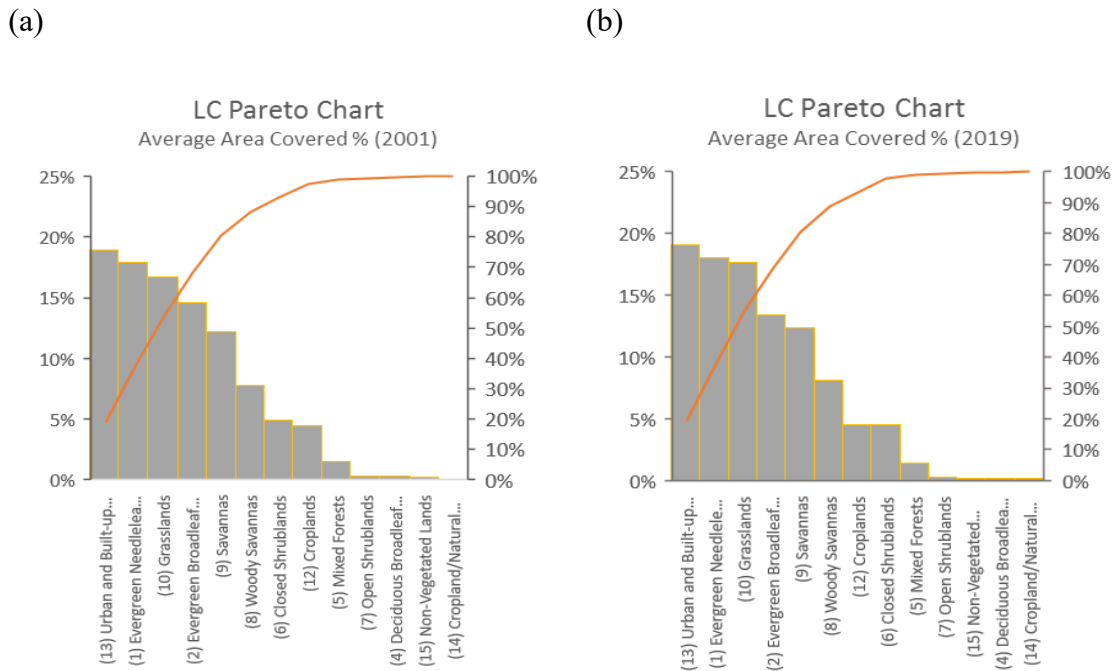 (a)
LC Pareto Chart
Average Area Covered % (2001)
25%
20%
15%
10%
5%
0%
100%
90%
80%
70%
60%
50%
40%
30%
20%
10%
0%
(13) Urban and Built-up...
(1) Evergreen Needlelea...
(10) Grasslands
(2) Evergreen Broadleaf...
(9) Savannas
(8) Woody Savannas
(6) Closed Shrublands
(12) Croplands
(5) Mixed Forests
(7) Open Shrublands
(4) Deciduous Broadleaf...
(15) Non-Vegetated Lands
(14) Cropland/Natural...
(b)
LC Pareto Chart
Average Area Covered % (2019)
25%
20%
15%
10%
5%
0%
100%
90%
80%
70%
60%
50%
40%
30%
20%
10%
0%
(13) Urban and Built-up...
(1) Evergreen Needlele...
(10) Grasslands
(2) Evergreen Broadleaf...
(9) Savannas
(8) Woody Savannas
(12) Croplands
(6) Closed Shrublands
(5) Mixed Forests
(7) Open Shrublands
(15) Non-Vegetated...
(4) Deciduous Broadlea...
(14) Cropland/Natural...